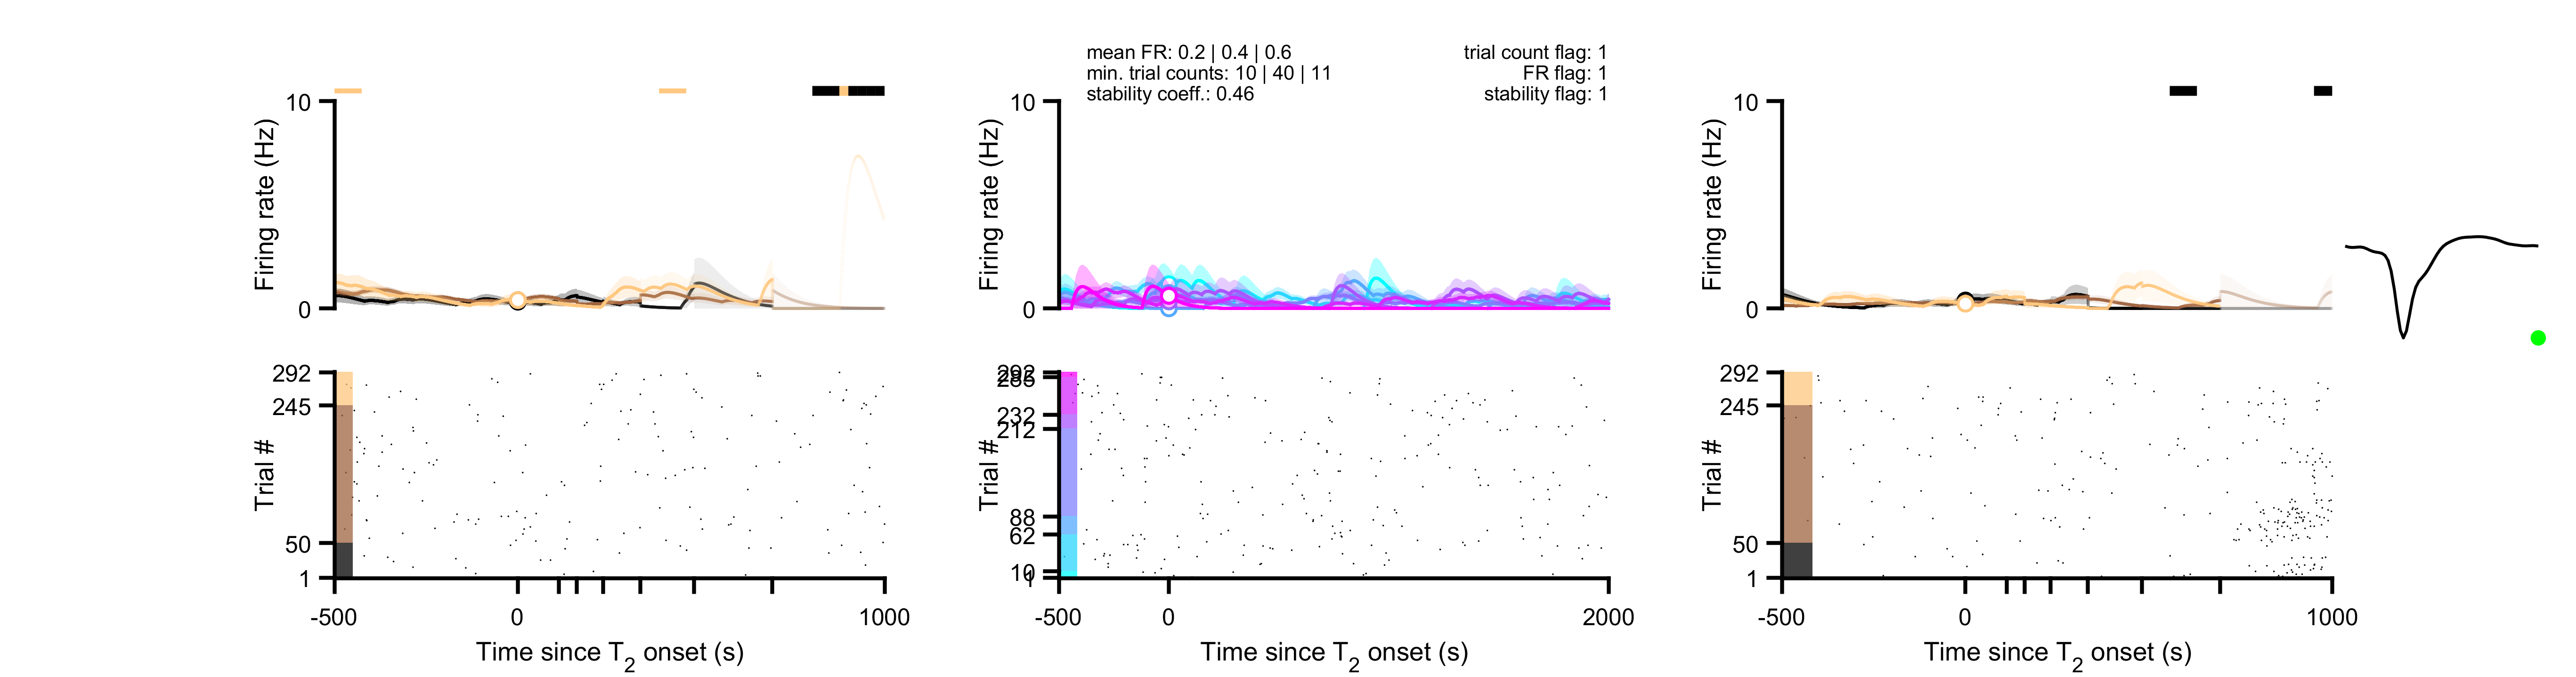 mean FR: 0.2 | 0.4 | 0.6
min. trial counts: 10 | 40 | 11
stability coeff.: 0.46
trial count flag: 1
FR flag: 1
stability flag: 1
10
0
Firing rate (Hz)
10
0
Firing rate (Hz)
10
0
Firing rate (Hz)
292
245
50
1
Trial #
-500
0
1000
Time since T2 onset (s)
292
232
212
88
62
10
Trial #
-500
0
2000
Time since T2 onset (s)
292
245
50
1
Trial #
-500
0
1000
Time since T2 onset (s)